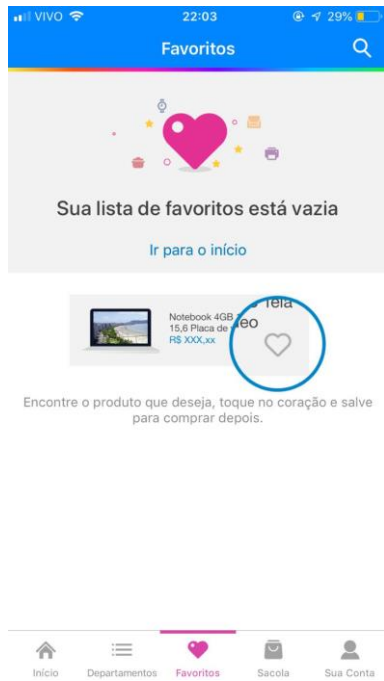 VIVO 22:03 29%
Favoritos
Sua lista de favoritos está vazia
Ir para o início
Notebook 4GB
15,6 Placa de
R$ XXX,xx
Tela
Encontre o produto que deseja, toque no coração e salve
para comprar depois.
Início Departamentos Favoritos Sacola Sua Conta